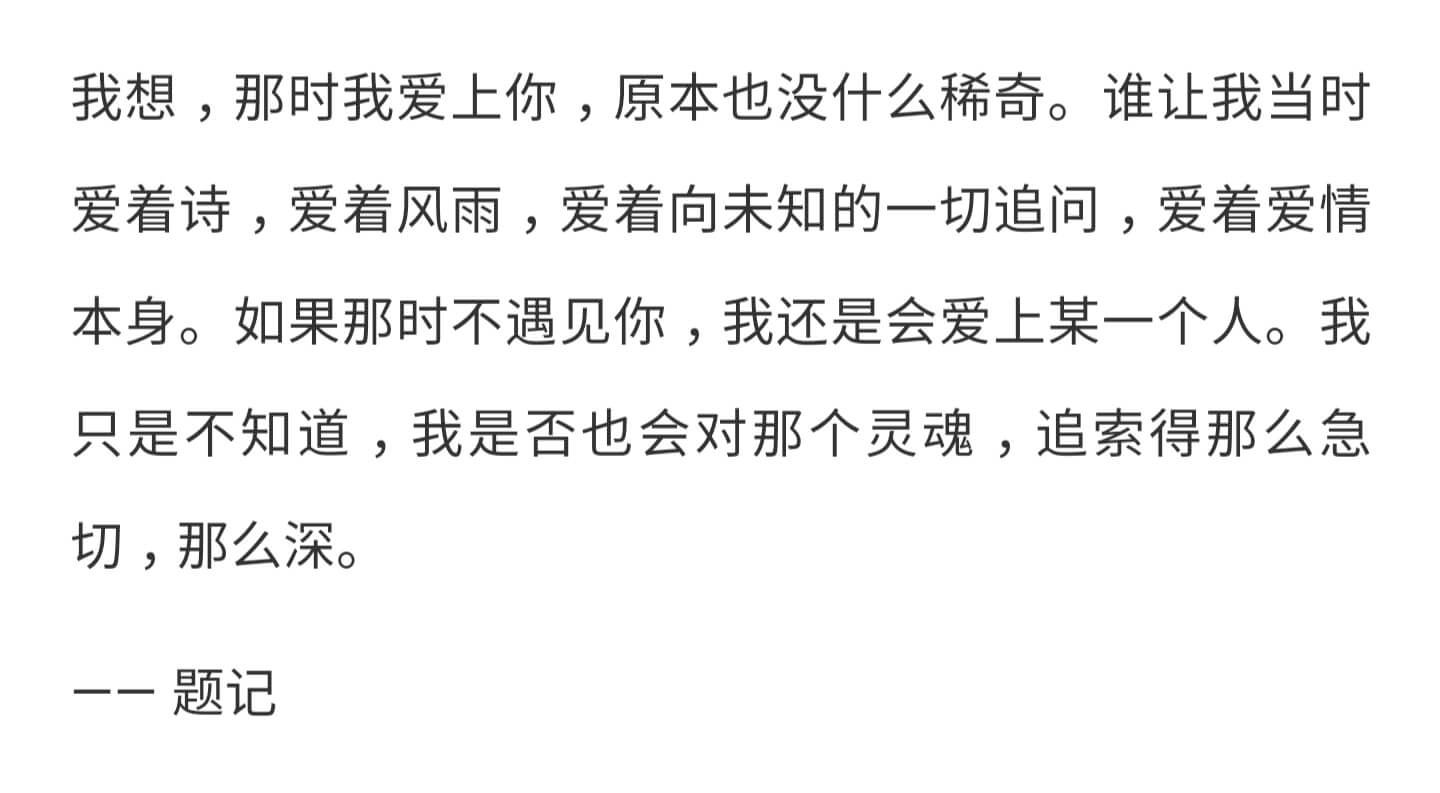 我想，那时我爱上你，原本也没什么稀奇。谁让我当时
爱着诗，爱着风雨，爱着向未知的一切追问，爱着爱情
本身。如果那时不遇见你，我还是会爱上某一个人。我
只是不知道，我是否也会对那个灵魂，追索得那么急
切，那么深。
—— 题记